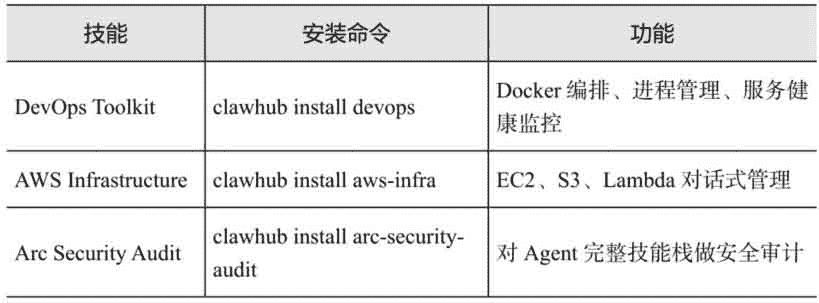 技能 安装命令 功能
DevOps Toolkit clawhub install devops Docker 编排、进程管理、服务健
康监控
AWS Infrastructure clawhub install aws-infra EC2、S3、Lambda 对话式管理
Arc Security Audit clawhub install arc-security-
audit 对 Agent 完整技能栈做安全审计